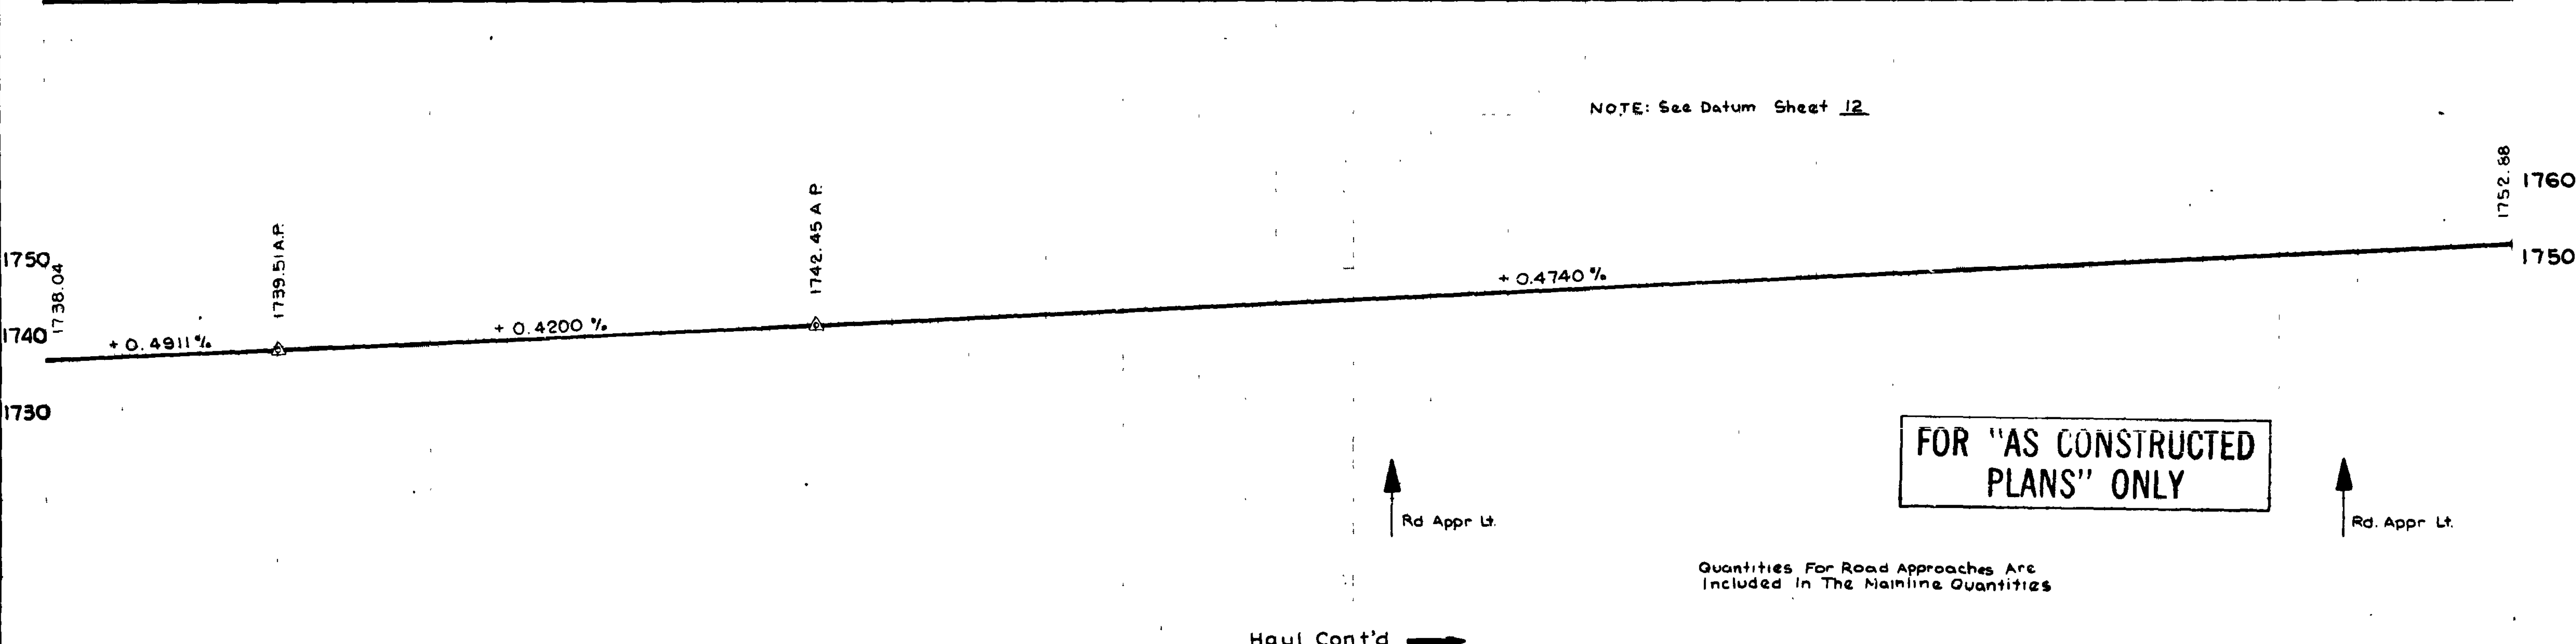 NOTE: See Datum Sheet 12
1752.88
1760
1742.45 A P.
1739.51 A.P.
1750
1738.04
1750
+ 0.4740 %
1740
+ 0.4911 %
+ 0.4200 %
1730
FOR "AS CONSTRUCTED
PLANS" ONLY
Rd Appr Lt.
Rd. Appr Lt.
Quantities For Road Approaches Are
Included In The Mainline Quantities
Haul Cont'd